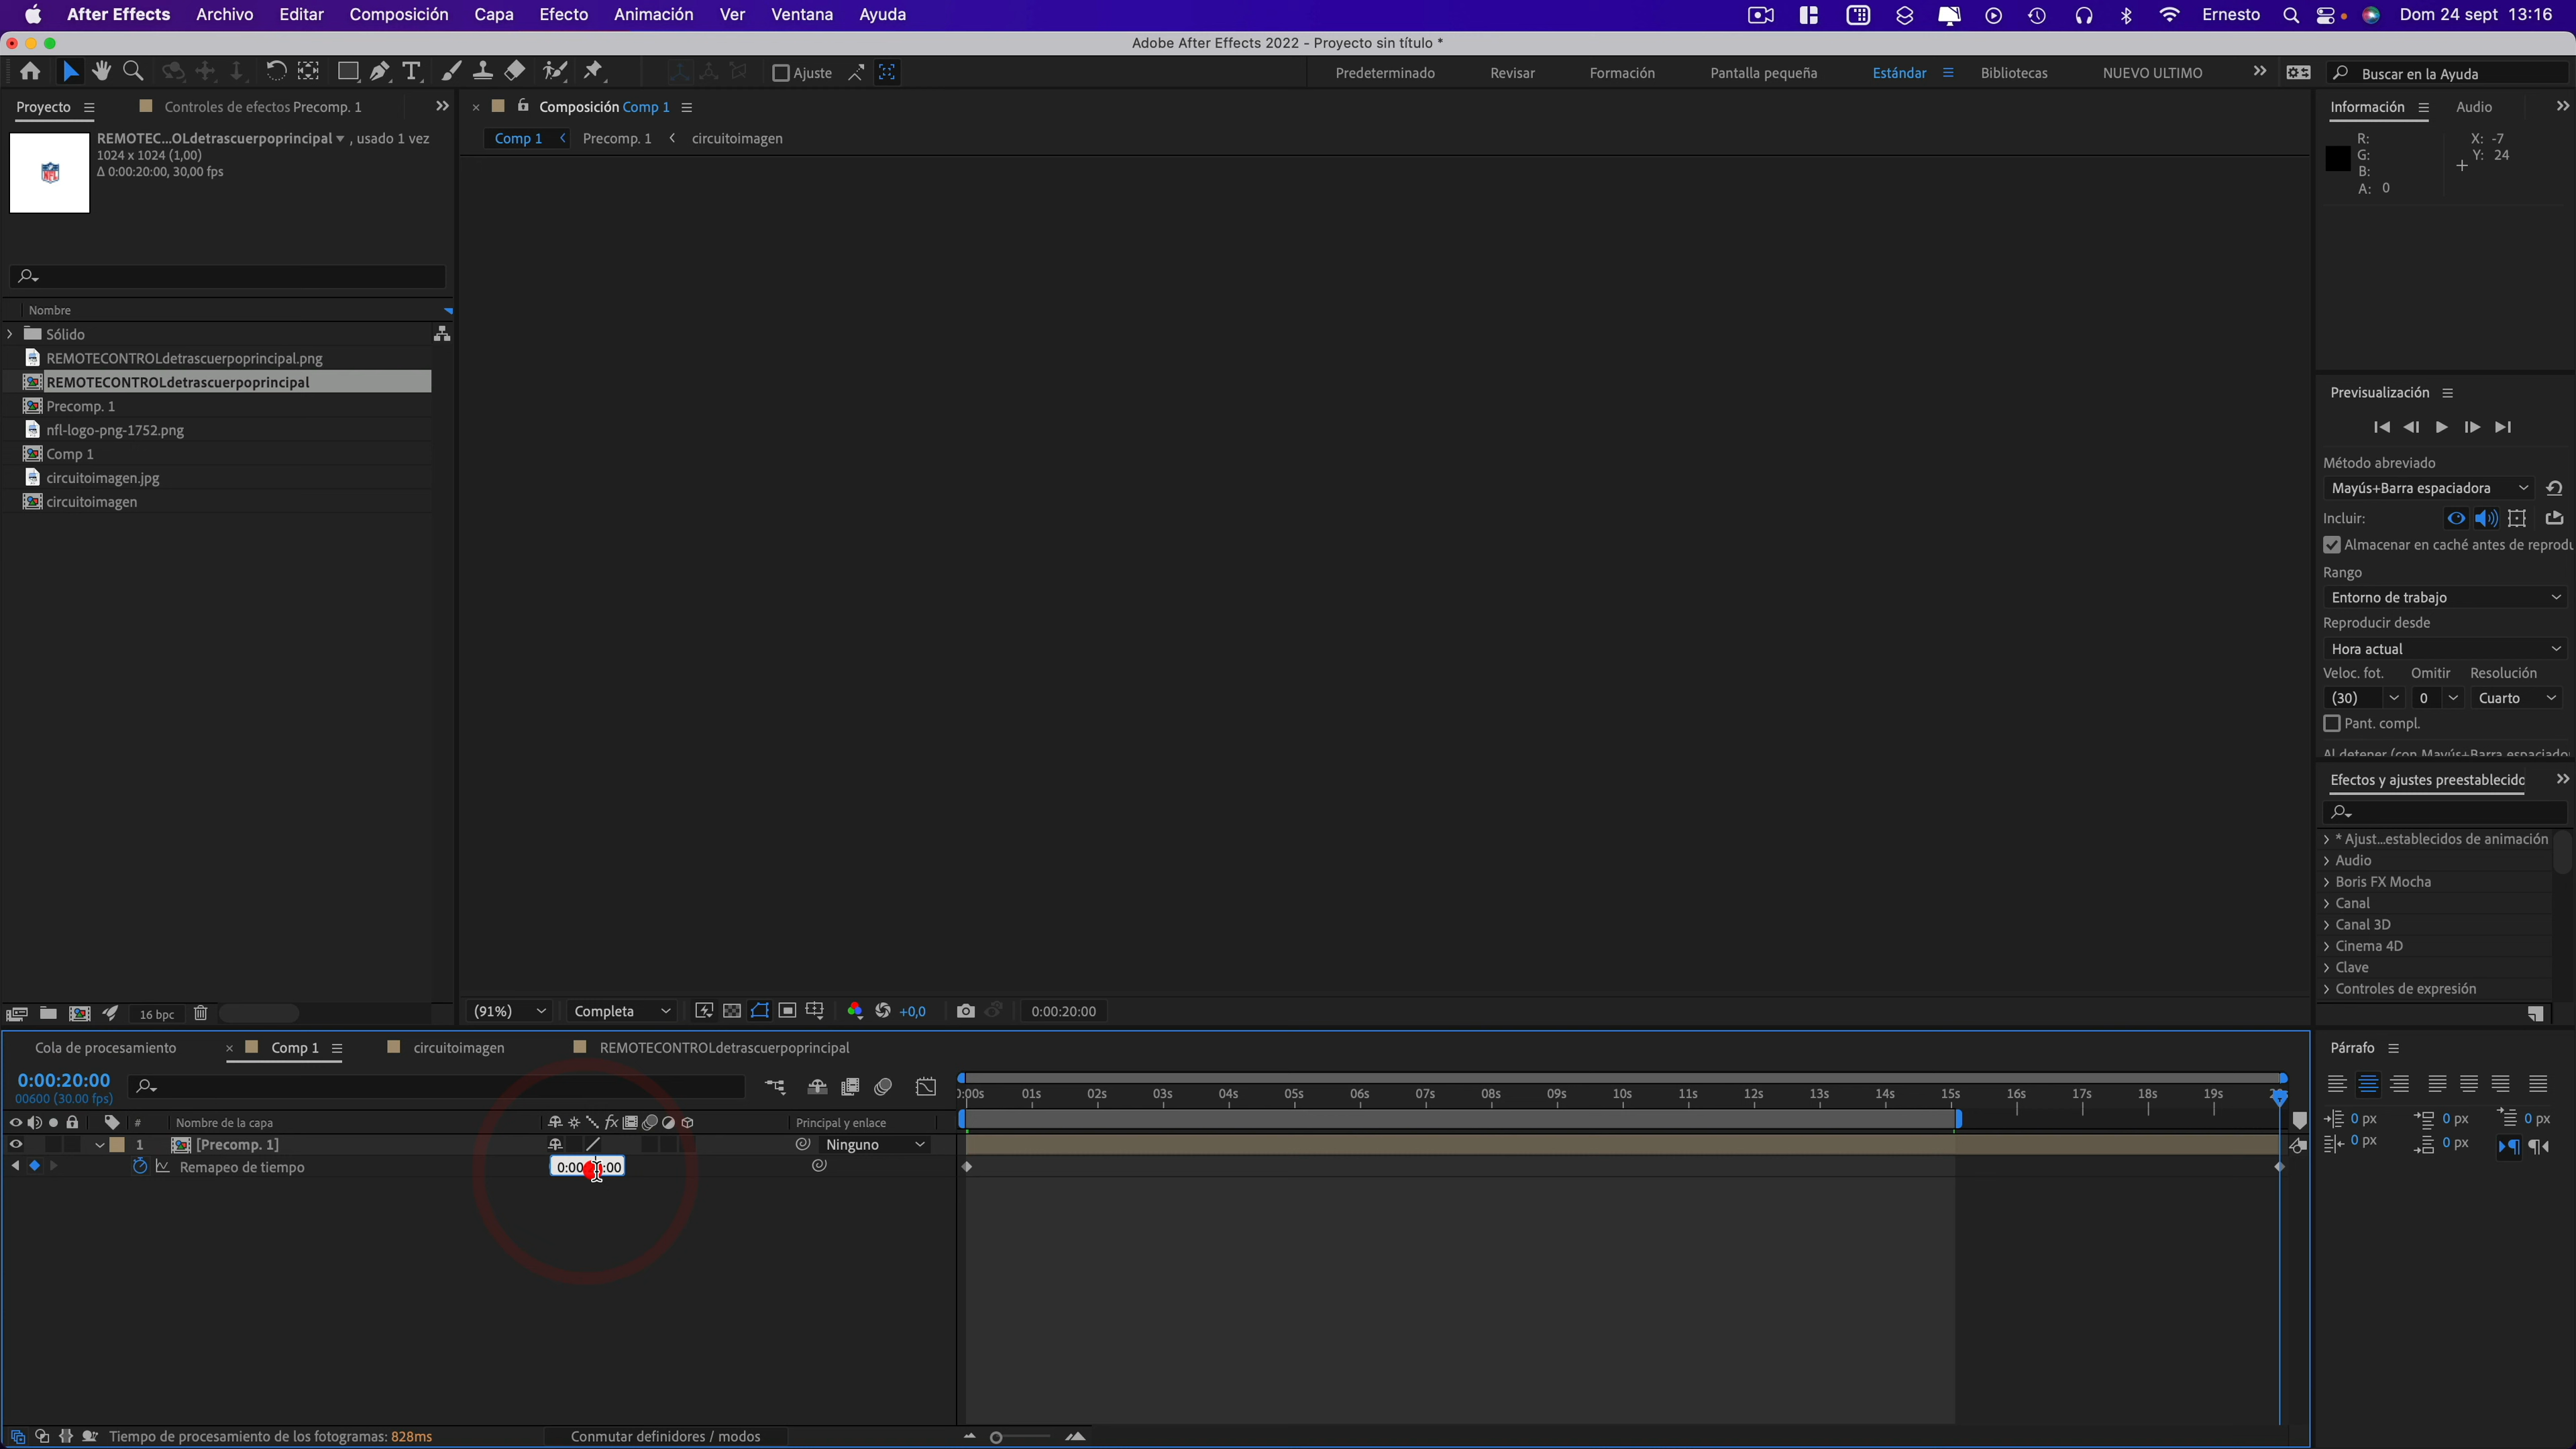 After Effects Archivo Editar Composición Capa Efecto Animación Ver Ventana Ayuda Ernesto Dom 24 sept 13:16
Adobe After Effects 2022 - Proyecto sin título *
Ajuste Predeterminado Revisar Formación Pantalla pequeña Estándar Bibliotecas NUEVO ULTIMO Buscar en la Ayuda
Proyecto Controles de efectos Precomp. 1
REMOTEC...OLdetrascuerpoprincipal , usado 1 vez
1024 x 1024 (1,00)
Δ 0:00:20:00, 30,00 fps
NFL
Nombre
Sólido
REMOTECONTROLdetrascuerpoprincipal.png
REMOTECONTROLdetrascuerpoprincipal
Precomp. 1
nfl-logo-png-1752.png
Comp 1
circuitoimagen.jpg
circuitoimagen
16 bpc
Composición Comp 1
Comp 1 Precomp. 1 circuitoimagen
(91%) Completa +0,0 0:00:20:00
Información Audio
R:
G:
B:
A: 0
X: -7
Y: 24
Previsualización
Método abreviado
Mayús+Barra espaciadora
Incluir:
Almacenar en caché antes de reprodu
Rango
Entorno de trabajo
Reproducir desde
Hora actual
Veloc. fot. Omitir Resolución
(30) 0 Cuarto
Pant. compl.
Al detener (con Mayús+Barra espaciado
Efectos y ajustes preestablecidc
* Ajust...establecidos de animación
Audio
Boris FX Mocha
Canal
Canal 3D
Cinema 4D
Clave
Controles de expresión
Párrafo
0 px 0 px 0 px
0 px 0 px
Cola de procesamiento Comp 1 circuitoimagen REMOTECONTROLdetrascuerpoprincipal
0:00:20:00
00600 (30.00 fps)
0:00s 01s 02s 03s 04s 05s 06s 07s 08s 09s 10s 11s 12s 13s 14s 15s 16s 17s 18s 19s
# Nombre de la capa fx Principal y enlace
1 [Precomp. 1] Ninguno
Remapeo de tiempo
Tiempo de procesamiento de los fotogramas: 828ms Conmutar definidores / modos